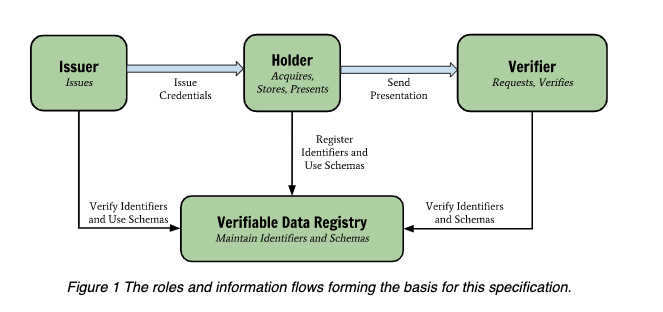 Issuer
Issues
Issue
Credentials
Holder
Acquires,
Stores, Presents
Send
Presentation
Verifier
Requests, Verifies
Register
Identifiers and
Use Schemas
Verify Identifiers
and Use Schemas
Verifiable Data Registry
Maintain Identifiers and Schemas
Verify Identifiers
and Schemas
Figure 1 The roles and information flows forming the basis for this specification.